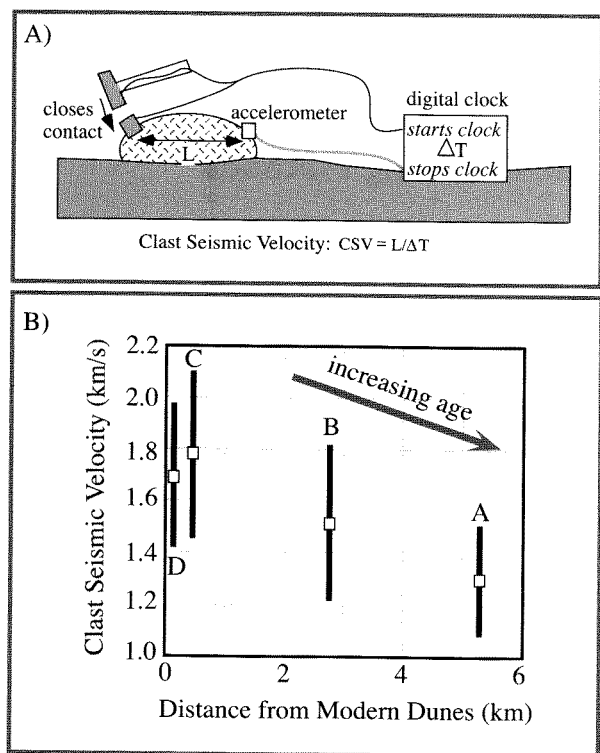 A)
closes
contact
accelerometer
L
digital clock
starts clock
ΔT
stops clock
Clast Seismic Velocity: CSV = L/ΔT
B)
Clast Seismic Velocity (km/s)
2.2
2.0
1.8
1.6
1.4
1.2
1.0
C
D
B
A
increasing age
0
2
4
6
Distance from Modern Dunes (km)